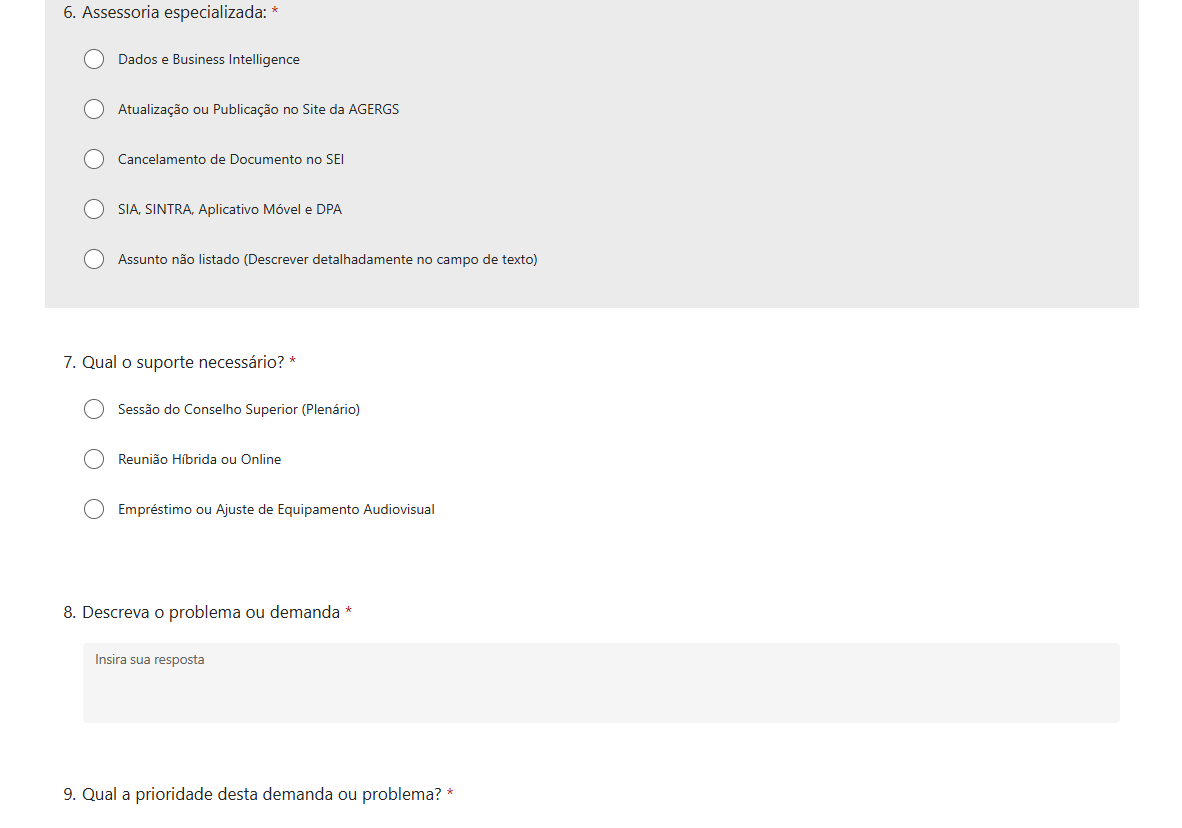 6. Assessoria especializada: *
Dados e Business Intelligence
Atualização ou Publicação no Site da AGERGS
Cancelamento de Documento no SEI
SIA, SINTRA, Aplicativo Móvel e DPA
Assunto não listado (Descrever detalhadamente no campo de texto)
7. Qual o suporte necessário? *
Sessão do Conselho Superior (Plenário)
Reunião Híbrida ou Online
Empréstimo ou Ajuste de Equipamento Audiovisual
8. Descreva o problema ou demanda *
Insira sua resposta
9. Qual a prioridade desta demanda ou problema? *